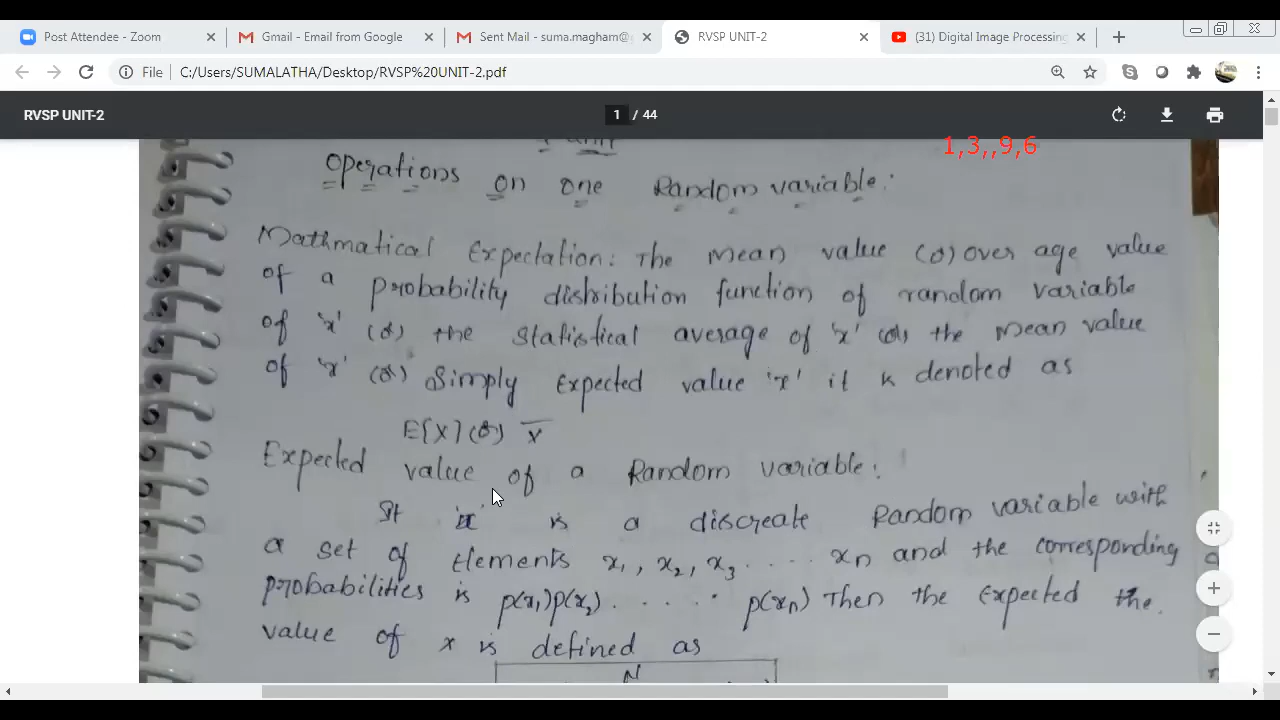 Post Attendee - Zoom
Gmail - Email from Google
Sent Mail - suma.magham@
RVSP UNIT-2
(31) Digital Image Processing
File
C:/Users/SUMALATHA/Desktop/RVSP%20UNIT-2.pdf
RVSP UNIT-2
1 / 44
1,3,,9,6
Operations on one Random variable:
Mathmatical Expectation: The Mean value (or) over age value
of a probability distribution function of random variable
of 'x' (or) the statistical average of 'x' (or) the mean value
of 'x' (or) simply Expected value 'x' it is denoted as
E[X] (or) x̅
Expected value of a Random variable:
If 'x' is a discreate Random variable with
a set of Elements x₁, x₂, x₃ ..... xn and the corresponding
probabilities is p(x₁)p(x₂) ...... p(xn) Then the Expected the
value of x is defined as
N